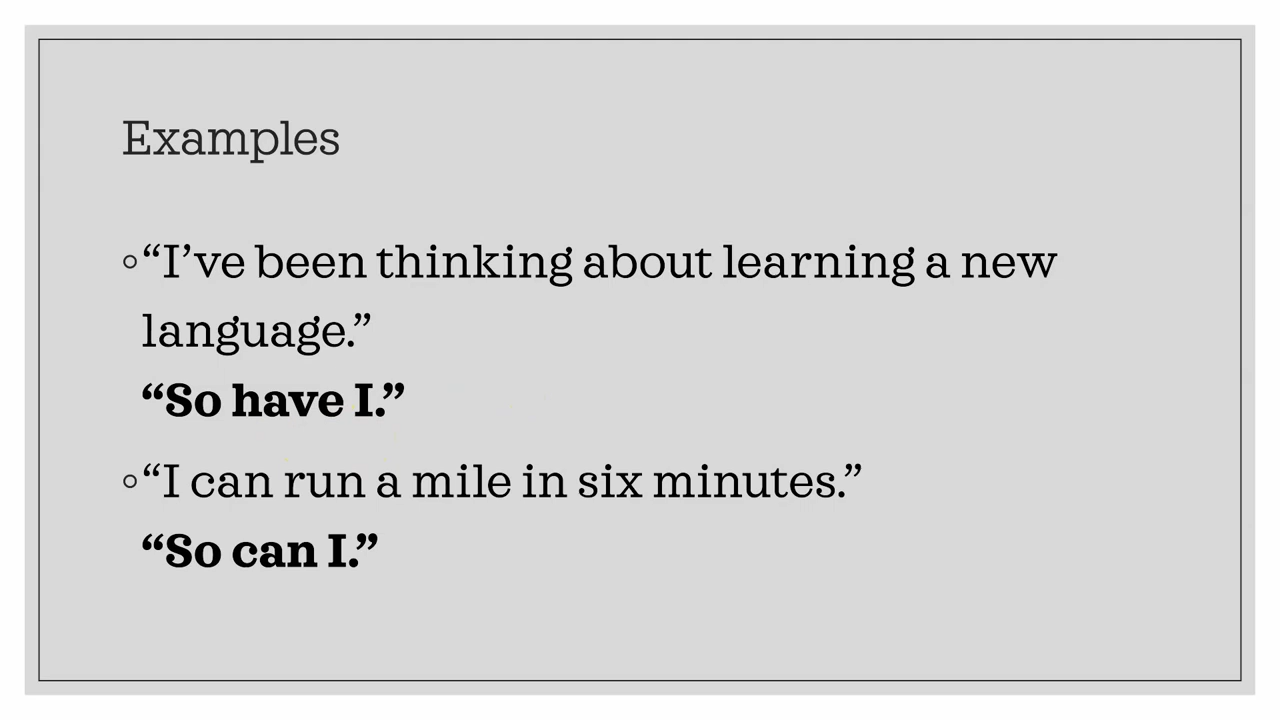 Examples
◦“I’ve been thinking about learning a new
language.”
“So have I.”
◦“I can run a mile in six minutes.”
“So can I.”